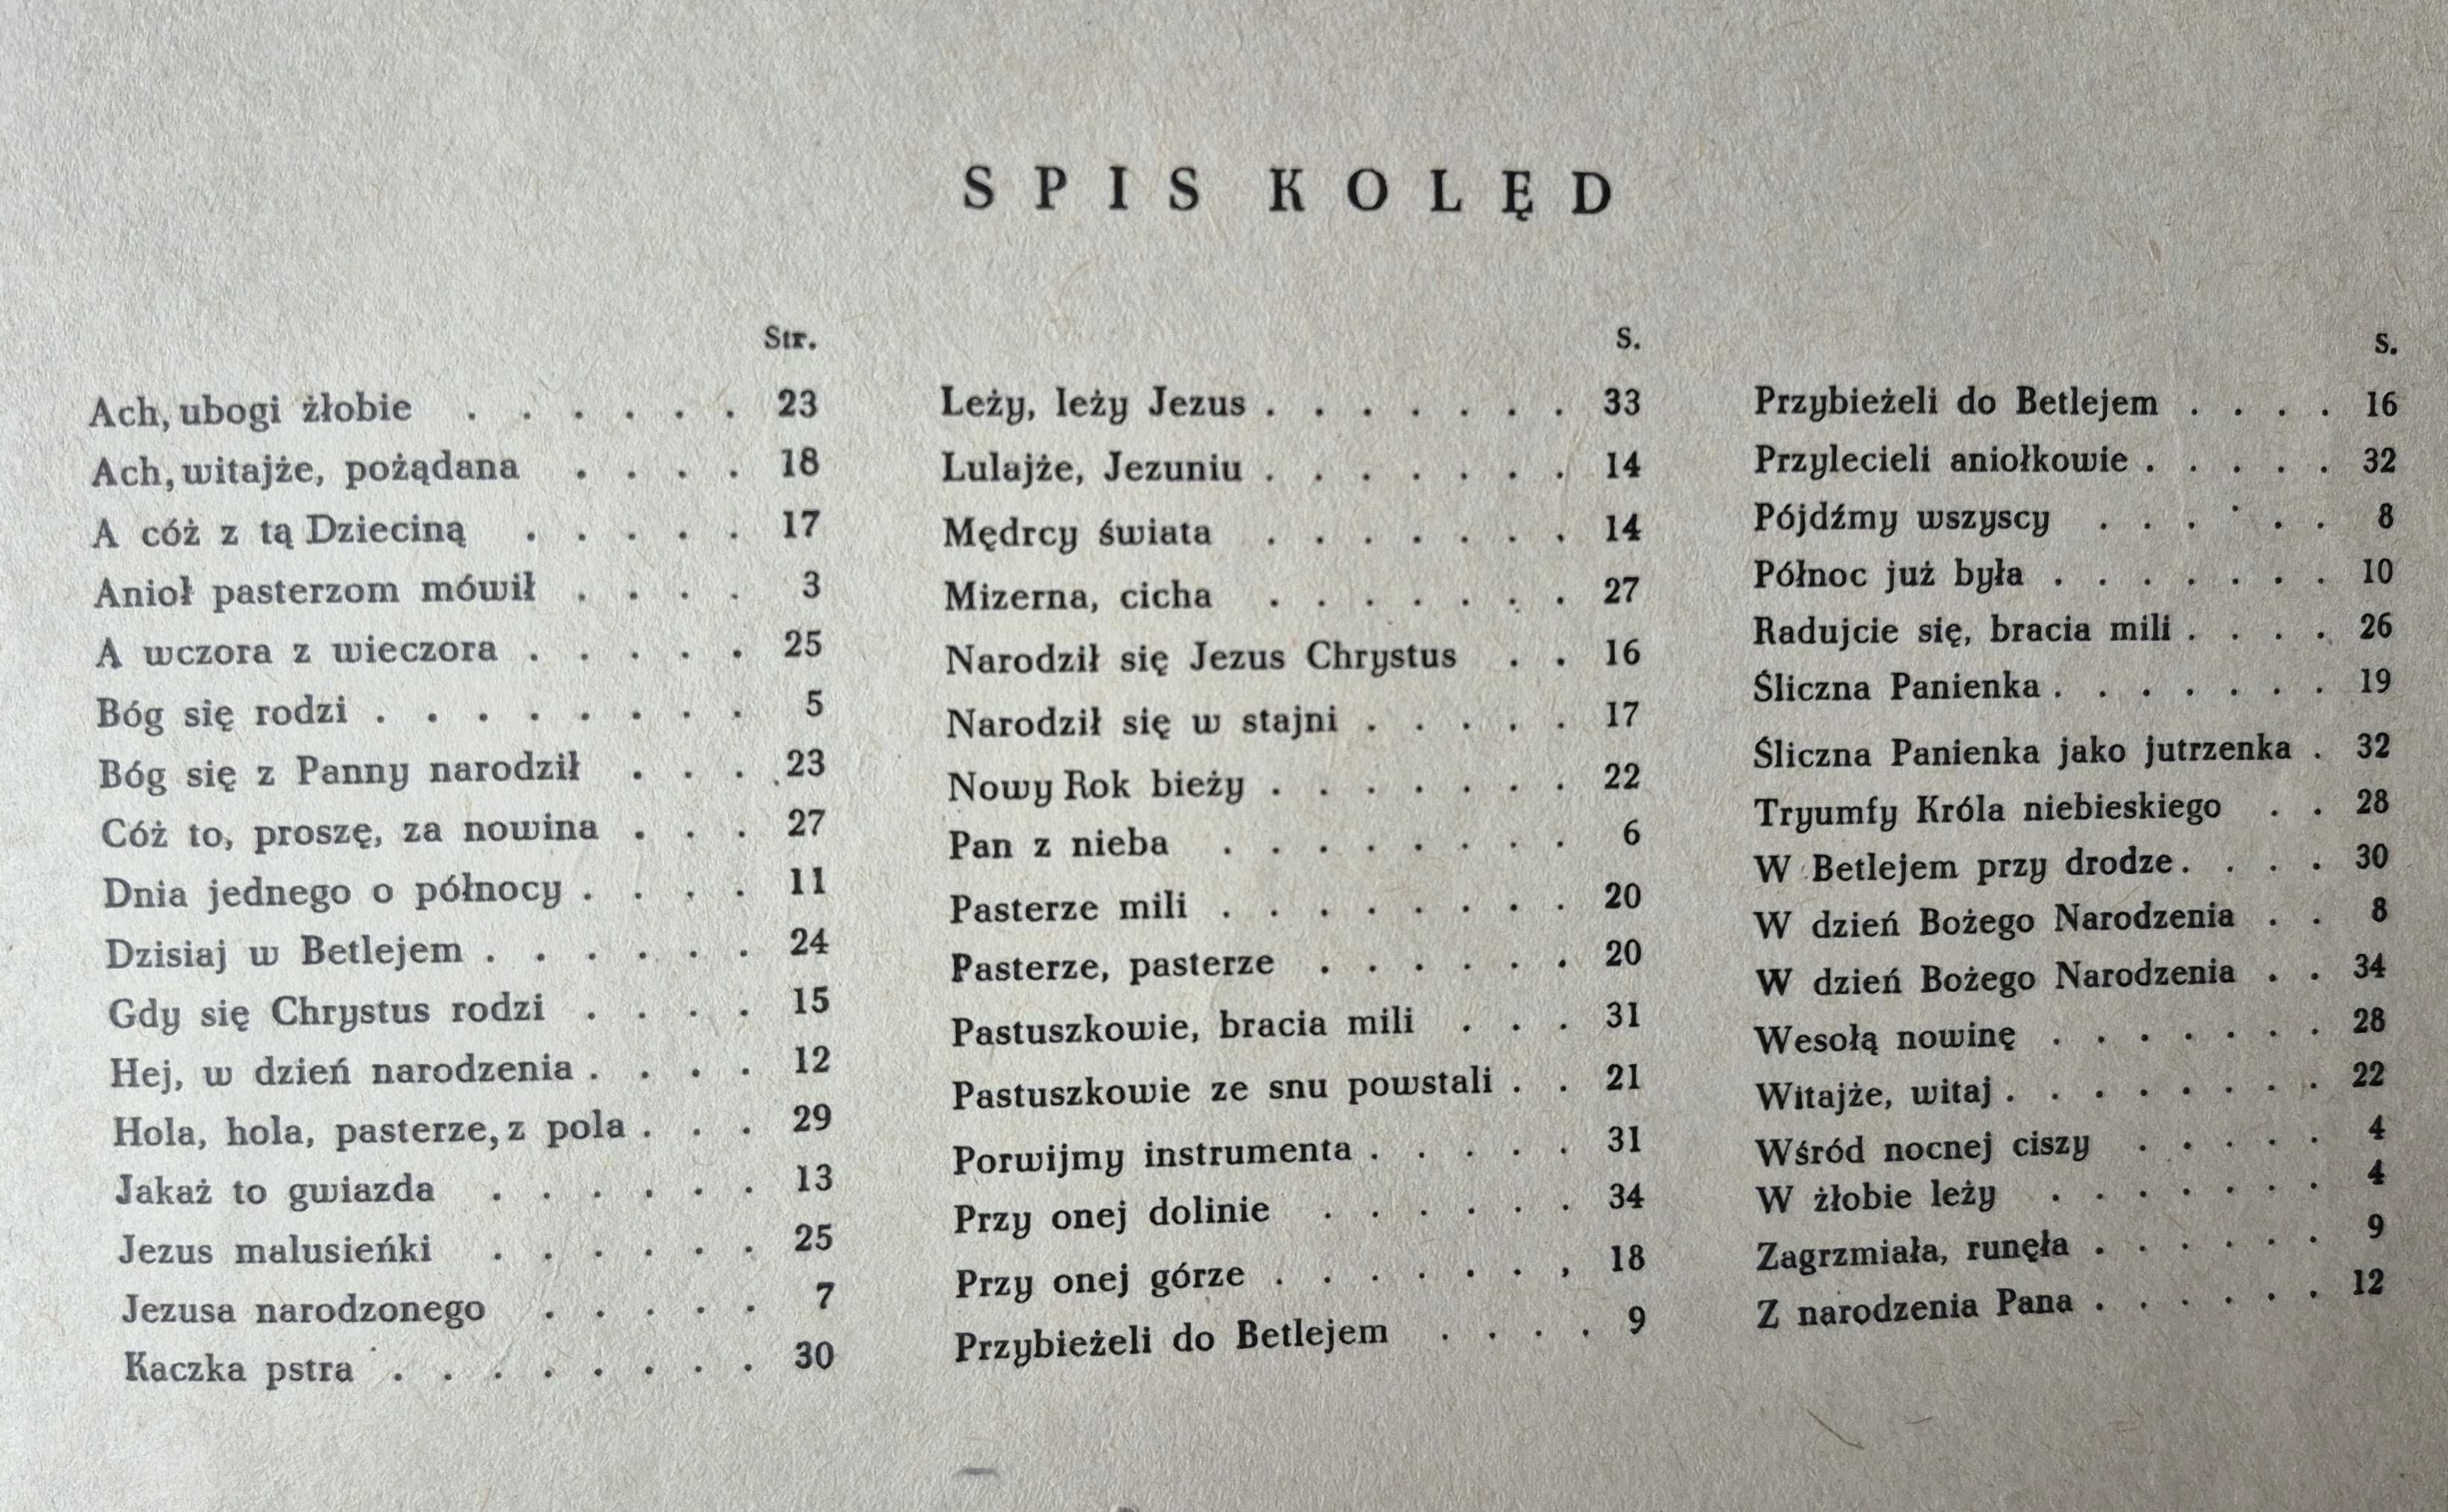 SPIS KOLĘD
Str.
Ach, ubogi żłobie . . . . . . 23
Ach, witajże, pożądana . . . . 18
A cóż z tą Dzieciną . . . . . 17
Anioł pasterzom mówił . . . . 3
A wczora z wieczora . . . . . 25
Bóg się rodzi . . . . . . . . 5
Bóg się z Panny narodził . . . 23
Cóż to, proszę, za nowina . . . 27
Dnia jednego o północy . . . . 11
Dzisiaj w Betlejem . . . . . . 24
Gdy się Chrystus rodzi . . . . 15
Hej, w dzień narodzenia . . . . 12
Hola, hola, pasterze, z pola . . . 29
Jakaż to gwiazda . . . . . . 13
Jezus malusieńki . . . . . . 25
Jezusa narodzonego . . . . . 7
Kaczka pstra . . . . . . . . 30
S.
Leży, leży Jezus . . . . . . . 33
Lulajże, Jezuniu . . . . . . . 14
Mędrcy świata . . . . . . . 14
Mizerna, cicha . . . . . . . 27
Narodził się Jezus Chrystus . . 16
Narodził się w stajni . . . . . 17
Nowy Rok bieży . . . . . . . 22
Pan z nieba . . . . . . . . 6
Pasterze mili . . . . . . . . 20
Pasterze, pasterze . . . . . . 20
Pastuszkowie, bracia mili . . . 31
Pastuszkowie ze snu powstali . . 21
Porwijmy instrumenta . . . . . 31
Przy onej dolinie . . . . . . 34
Przy onej górze . . . . . . , 18
Przybieżeli do Betlejem . . . . 9
S.
Przybieżeli do Betlejem . . . . 16
Przylecieli aniołkowie . . . . . 32
Pójdźmy wszyscy . . . . . . 8
Północ już była . . . . . . . 10
Radujcie się, bracia mili . . . . 26
Śliczna Panienka . . . . . . . 19
Śliczna Panienka jako jutrzenka . 32
Tryumfy Króla niebieskiego . . 28
W Betlejem przy drodze . . . . 30
W dzień Bożego Narodzenia . . 8
W dzień Bożego Narodzenia . . 34
Wesołą nowinę . . . . . . . 28
Witajże, witaj . . . . . . . . 22
Wśród nocnej ciszy . . . . . 4
W żłobie leży . . . . . . . 4
Zagrzmiała, runęła . . . . . . 9
Z narodzenia Pana . . . . . . 12